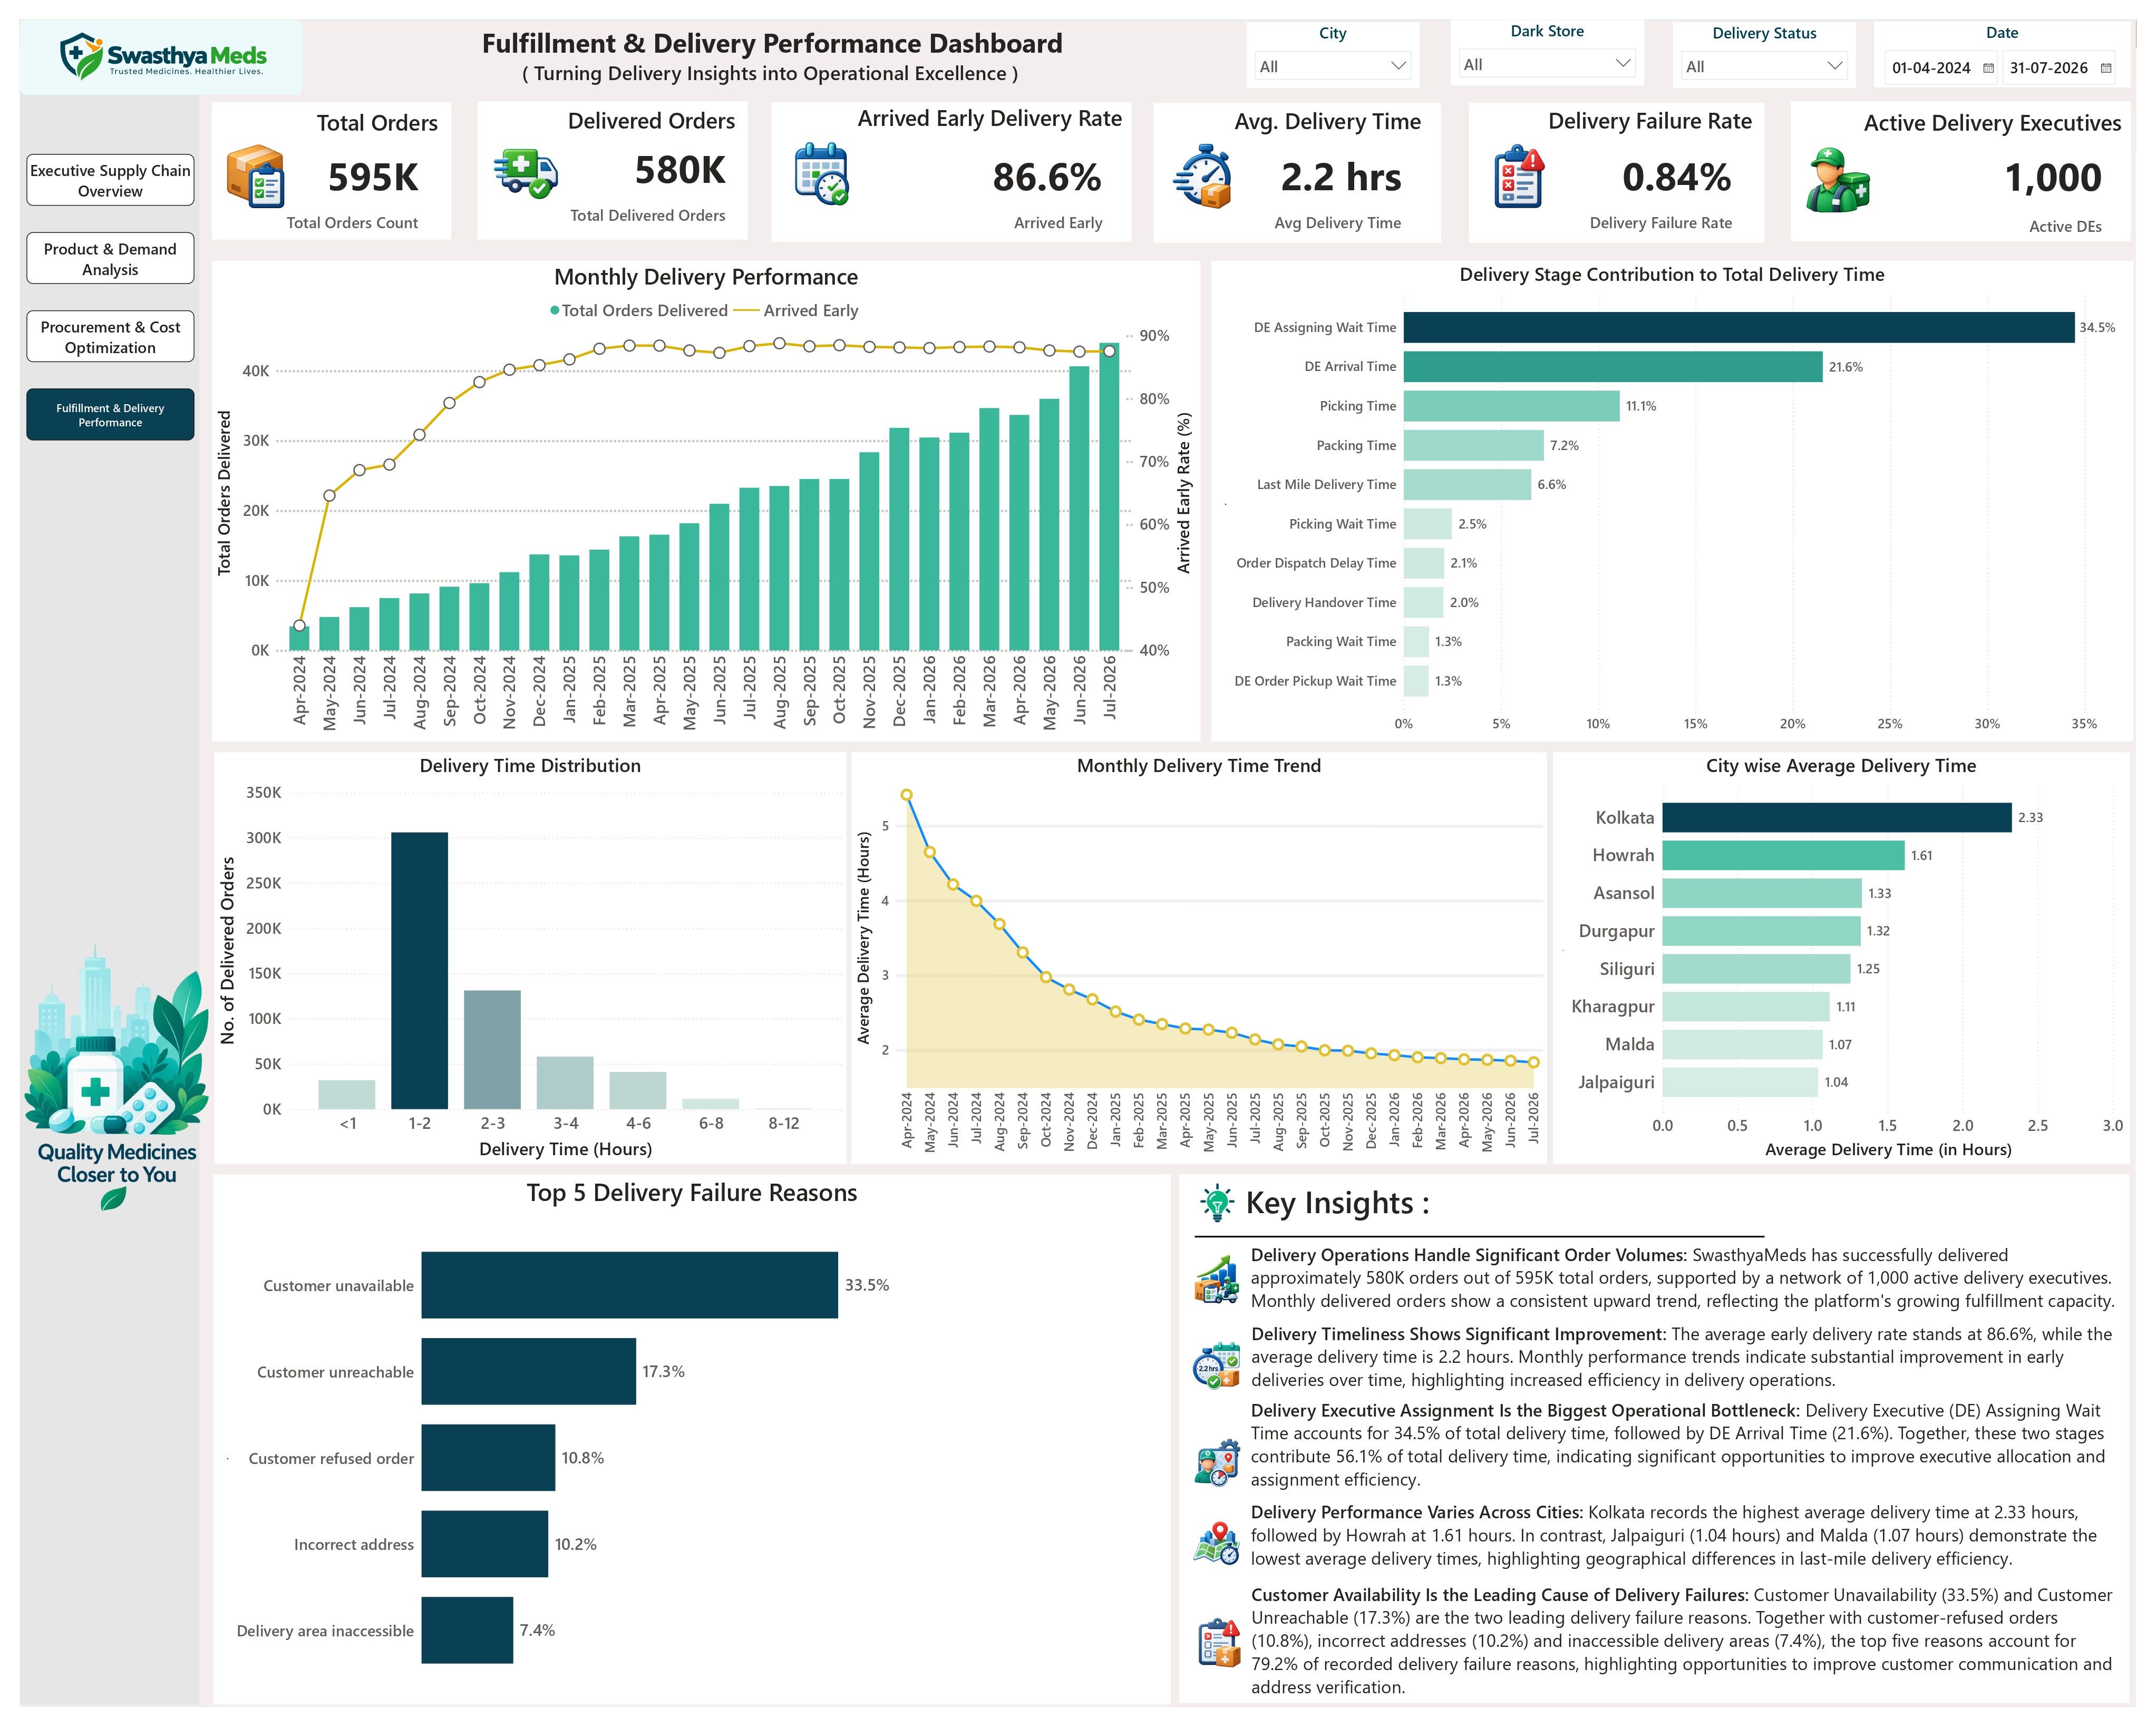 SwasthyaMeds
Trusted Medicines. Healthier Lives.
Fulfillment & Delivery Performance Dashboard
( Turning Delivery Insights into Operational Excellence )
City
All
Dark Store
All
Delivery Status
All
Date
01-04-2024
31-07-2026
Executive Supply Chain
Overview
Product & Demand
Analysis
Procurement & Cost
Optimization
Fulfillment & Delivery
Performance
Quality Medicines
Closer to You
Total Orders
595K
Total Orders Count
Delivered Orders
580K
Total Delivered Orders
Arrived Early Delivery Rate
86.6%
Arrived Early
Avg. Delivery Time
2.2 hrs
Avg Delivery Time
Delivery Failure Rate
0.84%
Delivery Failure Rate
Active Delivery Executives
1,000
Active DEs
Monthly Delivery Performance
Total Orders Delivered
Arrived Early
Total Orders Delivered
40K
30K
20K
10K
0K
90%
80%
70%
60%
50%
40%
Arrived Early Rate (%)
Apr-2024
May-2024
Jun-2024
Jul-2024
Aug-2024
Sep-2024
Oct-2024
Nov-2024
Dec-2024
Jan-2025
Feb-2025
Mar-2025
Apr-2025
May-2025
Jun-2025
Jul-2025
Aug-2025
Sep-2025
Oct-2025
Nov-2025
Dec-2025
Jan-2026
Feb-2026
Mar-2026
Apr-2026
May-2026
Jun-2026
Jul-2026
Delivery Stage Contribution to Total Delivery Time
DE Assigning Wait Time 34.5%
DE Arrival Time 21.6%
Picking Time 11.1%
Packing Time 7.2%
Last Mile Delivery Time 6.6%
Picking Wait Time 2.5%
Order Dispatch Delay Time 2.1%
Delivery Handover Time 2.0%
Packing Wait Time 1.3%
DE Order Pickup Wait Time 1.3%
0% 5% 10% 15% 20% 25% 30% 35%
Delivery Time Distribution
No. of Delivered Orders
350K
300K
250K
200K
150K
100K
50K
0K
<1 1-2 2-3 3-4 4-6 6-8 8-12
Delivery Time (Hours)
Monthly Delivery Time Trend
Average Delivery Time (Hours)
5
4
3
2
Apr-2024
May-2024
Jun-2024
Jul-2024
Aug-2024
Sep-2024
Oct-2024
Nov-2024
Dec-2024
Jan-2025
Feb-2025
Mar-2025
Apr-2025
May-2025
Jun-2025
Jul-2025
Aug-2025
Sep-2025
Oct-2025
Nov-2025
Dec-2025
Jan-2026
Feb-2026
Mar-2026
Apr-2026
May-2026
Jun-2026
Jul-2026
City wise Average Delivery Time
Kolkata 2.33
Howrah 1.61
Asansol 1.33
Durgapur 1.32
Siliguri 1.25
Kharagpur 1.11
Malda 1.07
Jalpaiguri 1.04
0.0 0.5 1.0 1.5 2.0 2.5 3.0
Average Delivery Time (in Hours)
Top 5 Delivery Failure Reasons
Customer unavailable 33.5%
Customer unreachable 17.3%
Customer refused order 10.8%
Incorrect address 10.2%
Delivery area inaccessible 7.4%
Key Insights :
Delivery Operations Handle Significant Order Volumes: SwasthyaMeds has successfully delivered
approximately 580K orders out of 595K total orders, supported by a network of 1,000 active delivery executives.
Monthly delivered orders show a consistent upward trend, reflecting the platform's growing fulfillment capacity.
2.2 hrs
Delivery Timeliness Shows Significant Improvement: The average early delivery rate stands at 86.6%, while the
average delivery time is 2.2 hours. Monthly performance trends indicate substantial improvement in early
deliveries over time, highlighting increased efficiency in delivery operations.
Delivery Executive Assignment Is the Biggest Operational Bottleneck: Delivery Executive (DE) Assigning Wait
Time accounts for 34.5% of total delivery time, followed by DE Arrival Time (21.6%). Together, these two stages
contribute 56.1% of total delivery time, indicating significant opportunities to improve executive allocation and
assignment efficiency.
Delivery Performance Varies Across Cities: Kolkata records the highest average delivery time at 2.33 hours,
followed by Howrah at 1.61 hours. In contrast, Jalpaiguri (1.04 hours) and Malda (1.07 hours) demonstrate the
lowest average delivery times, highlighting geographical differences in last-mile delivery efficiency.
Customer Availability Is the Leading Cause of Delivery Failures: Customer Unavailability (33.5%) and Customer
Unreachable (17.3%) are the two leading delivery failure reasons. Together with customer-refused orders
(10.8%), incorrect addresses (10.2%) and inaccessible delivery areas (7.4%), the top five reasons account for
79.2% of recorded delivery failure reasons, highlighting opportunities to improve customer communication and
address verification.